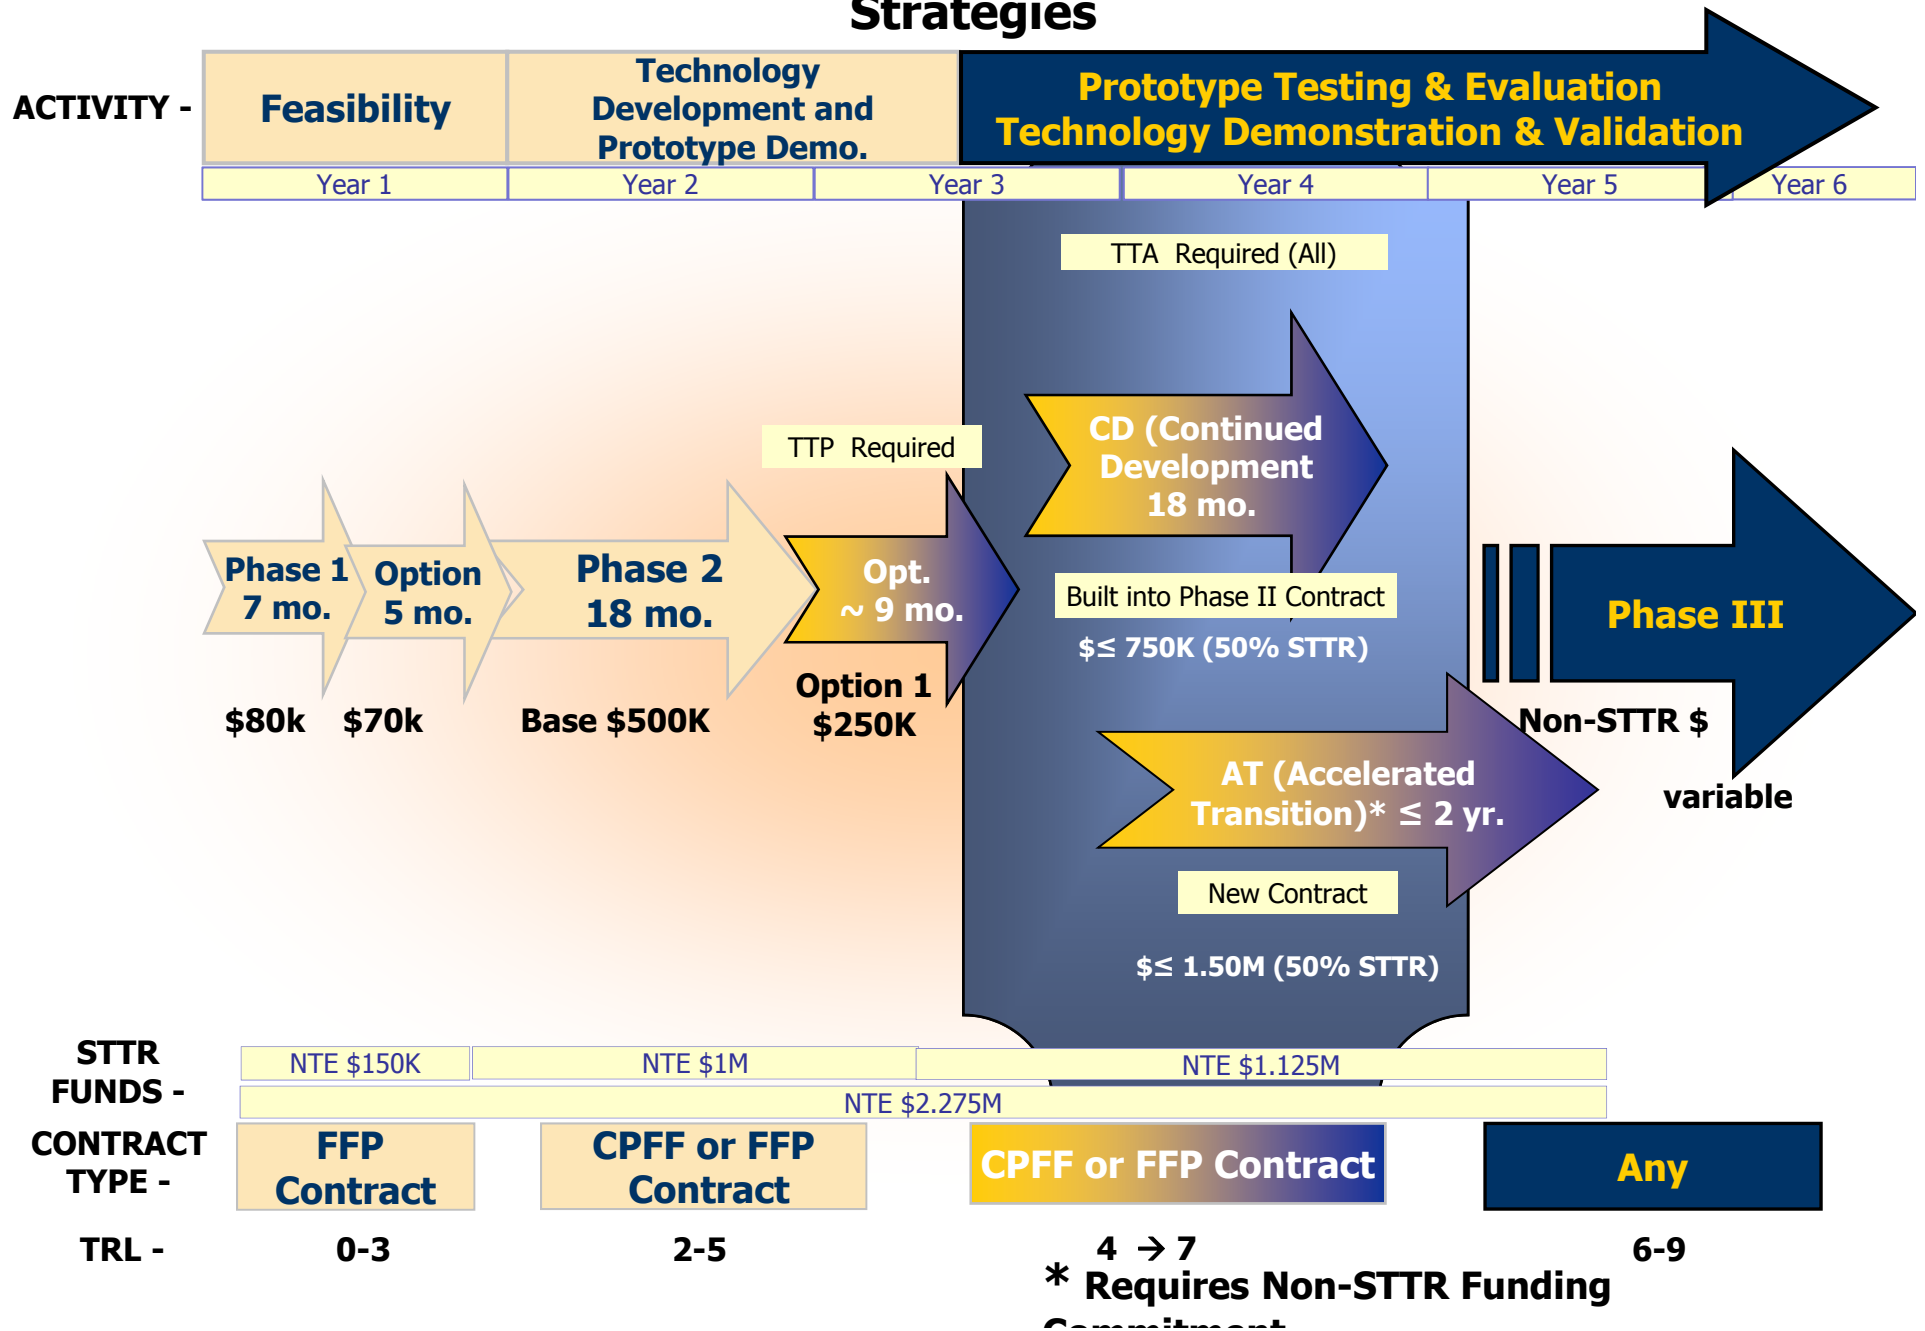 Strategies
ACTIVITY -
Feasibility
Technology
Development and
Prototype Demo.
Prototype Testing & Evaluation
Technology Demonstration & Validation
Year 1
Year 2
Year 3
Year 4
Year 5
Year 6
TTA  Required (All)
TTP  Required
CD (Continued
Development
18 mo.
Phase 1
7 mo.
Option
5 mo.
Phase 2
18 mo.
Opt.
~ 9 mo.
Built into Phase II Contract
$≤ 750K (50% STTR)
Phase III
$80k
$70k
Base $500K
Option 1
$250K
Non-STTR $
variable
AT (Accelerated
Transition)* ≤ 2 yr.
New Contract
$≤ 1.50M (50% STTR)
STTR
FUNDS -
NTE $150K
NTE $1M
NTE $1.125M
NTE $2.275M
CONTRACT
TYPE -
FFP
Contract
CPFF or FFP
Contract
CPFF or FFP Contract
Any
TRL -
0-3
2-5
4 → 7
6-9
* Requires Non-STTR Funding
Commitment